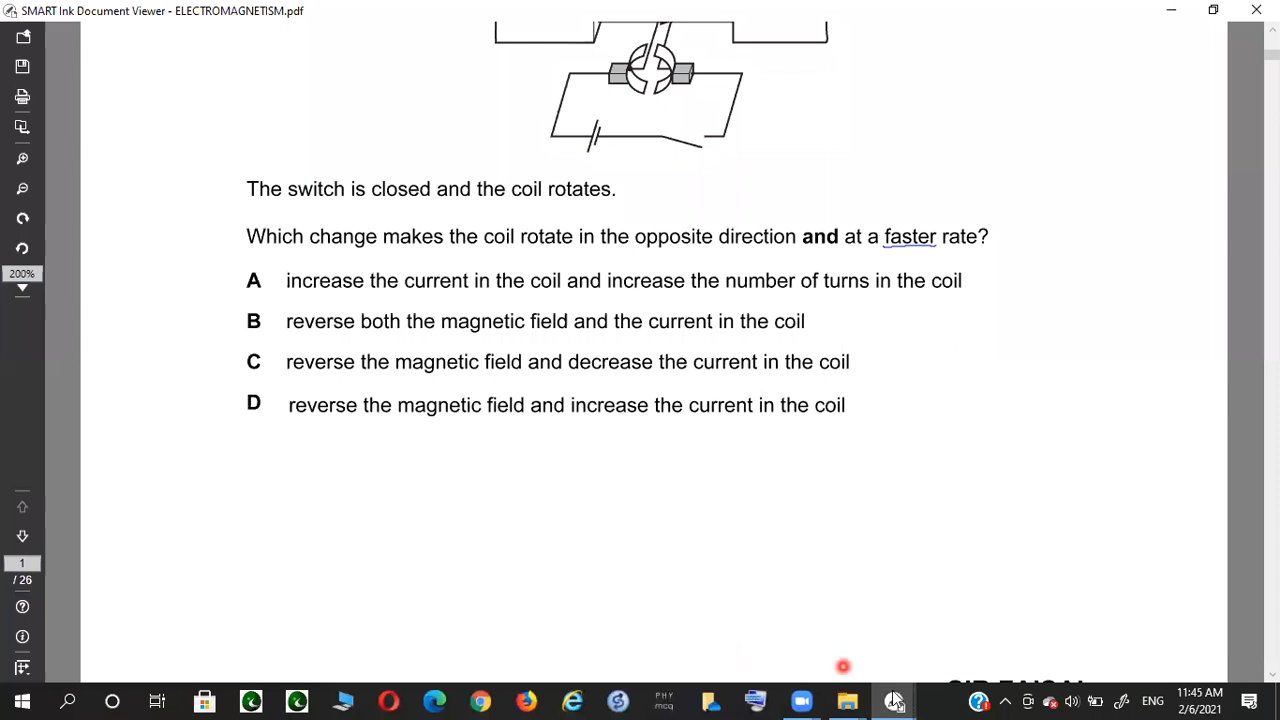 SMART Ink Document Viewer - ELECTROMAGNETISM.pdf
The switch is closed and the coil rotates.
Which change makes the coil rotate in the opposite direction and at a faster rate?
A increase the current in the coil and increase the number of turns in the coil
B reverse both the magnetic field and the current in the coil
C reverse the magnetic field and decrease the current in the coil
D reverse the magnetic field and increase the current in the coil
200%
1
/ 26
PHY
mcq
ENG
11:45 AM
2/6/2021